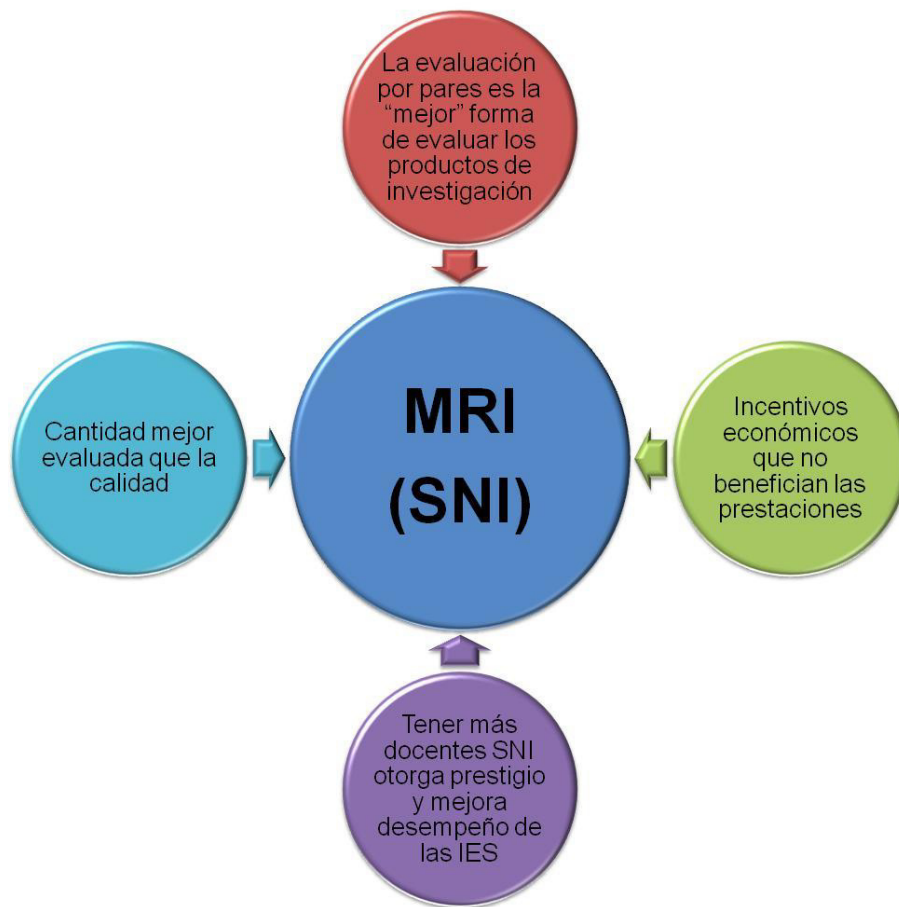 La evaluación
por pares es la
“mejor” forma
de evaluar los
productos de
investigación
Cantidad mejor
evaluada que la
calidad
MRI
(SNI)
Incentivos
económicos
que no
benefician las
prestaciones
Tener más
docentes SNI
otorga prestigio
y mejora
desempeño de
las IES